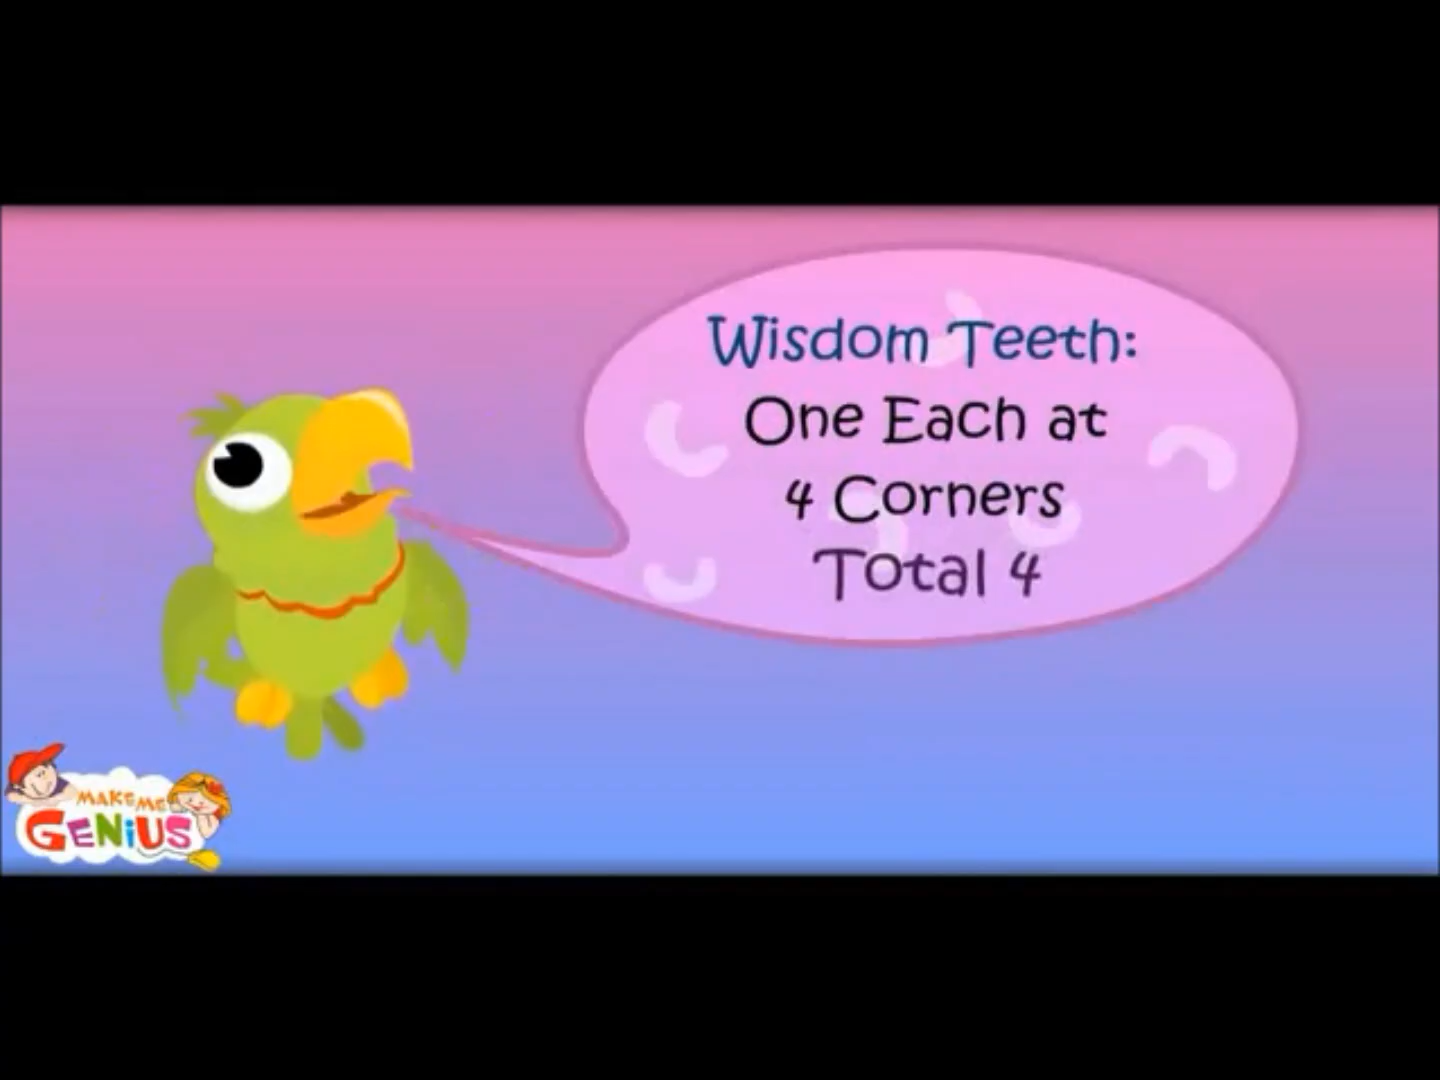 Wisdom Teeth:
One Each at
4 Corners
Total 4
MAKE ME
GENiUS